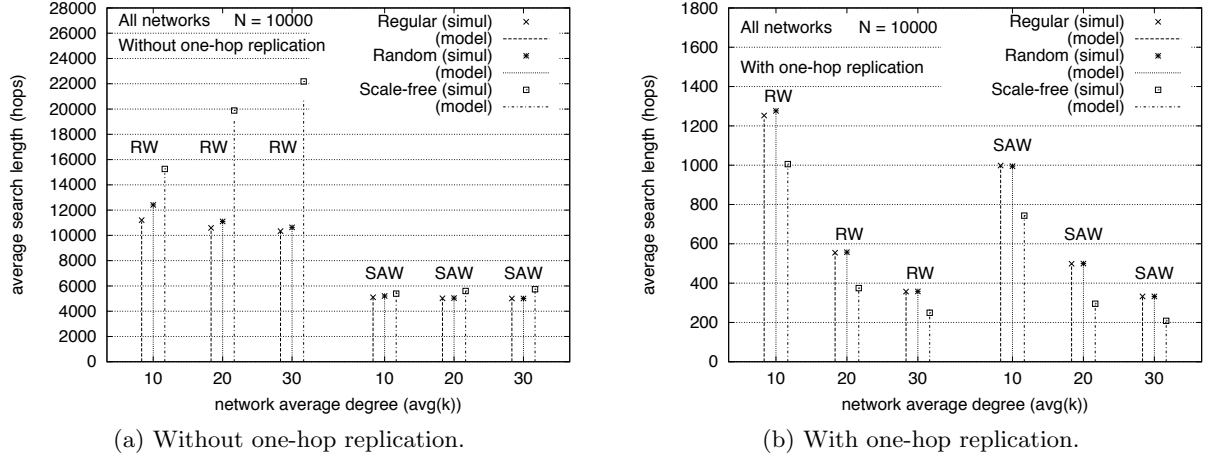 28000
26000
24000
22000
20000
18000
16000
14000
12000
10000
8000
6000
4000
2000
0
average search length (hops)
All networks N = 10000
Without one-hop replication
Regular (simul)
(model)
Random (simul)
(model)
Scale-free (simul)
(model)
RW
RW
RW
SAW
SAW
SAW
10
20
30
10
20
30
network average degree (avg(k))
(a) Without one-hop replication.
1800
1600
1400
1200
1000
800
600
400
200
0
average search length (hops)
All networks N = 10000
With one-hop replication
Regular (simul)
(model)
Random (simul)
(model)
Scale-free (simul)
(model)
RW
RW
RW
SAW
SAW
SAW
10
20
30
10
20
30
network average degree (avg(k))
(b) With one-hop replication.